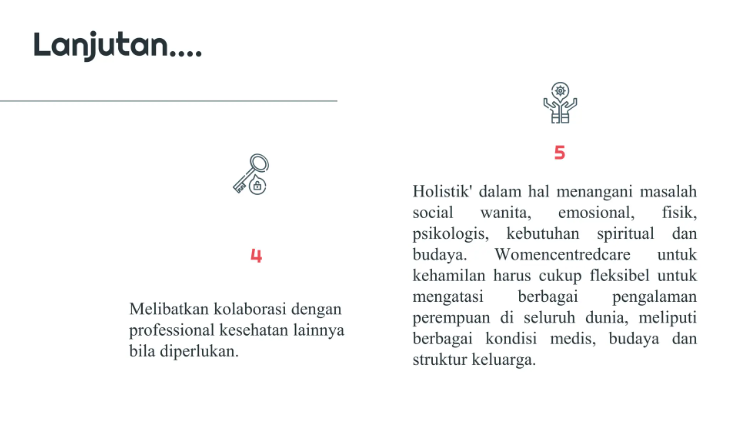 Lanjutan....
4
Melibatkan kolaborasi dengan
professional kesehatan lainnya
bila diperlukan.
5
Holistik' dalam hal menangani masalah
social wanita, emosional, fisik,
psikologis, kebutuhan spiritual dan
budaya. Womencentredcare untuk
kehamilan harus cukup fleksibel untuk
mengatasi berbagai pengalaman
perempuan di seluruh dunia, meliputi
berbagai kondisi medis, budaya dan
struktur keluarga.